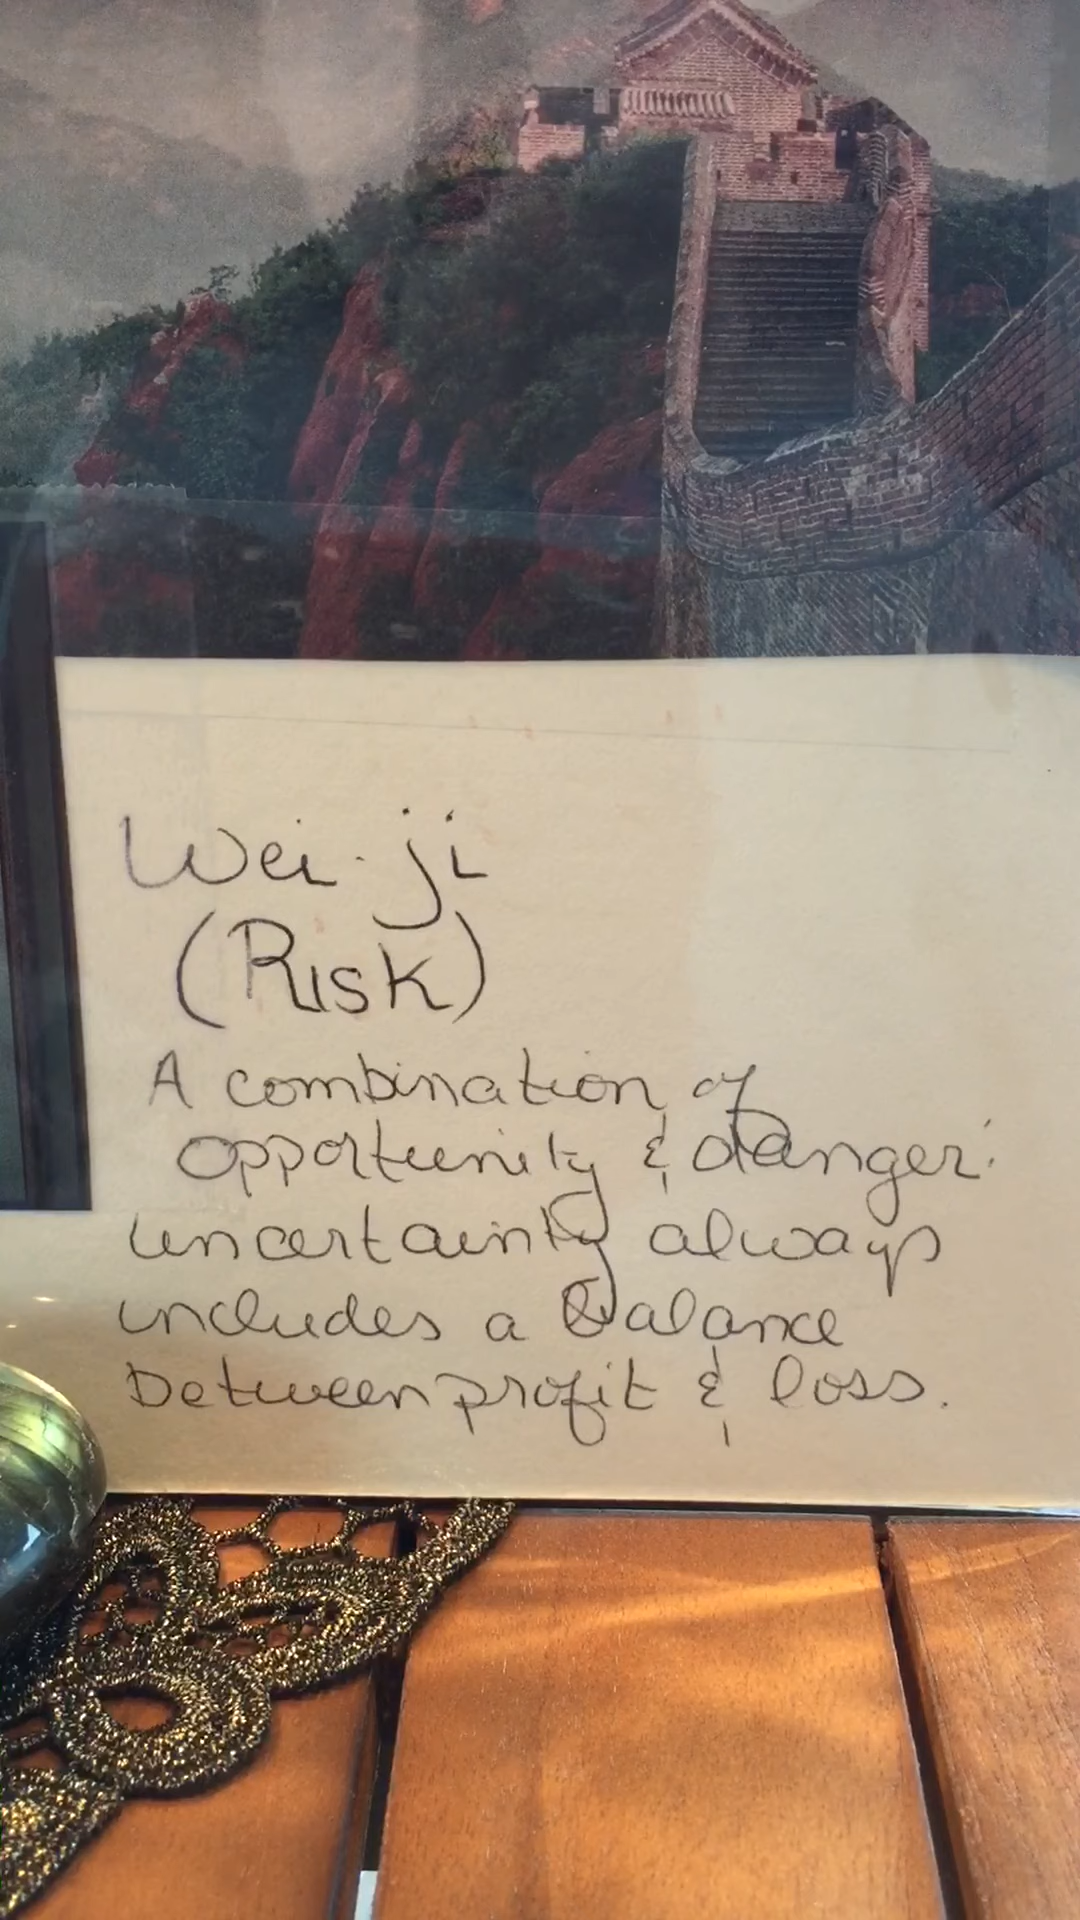 Wei-ji
(Risk)
A combination of
opportunity & danger:
uncertainty always
includes a balance
between profit & loss.